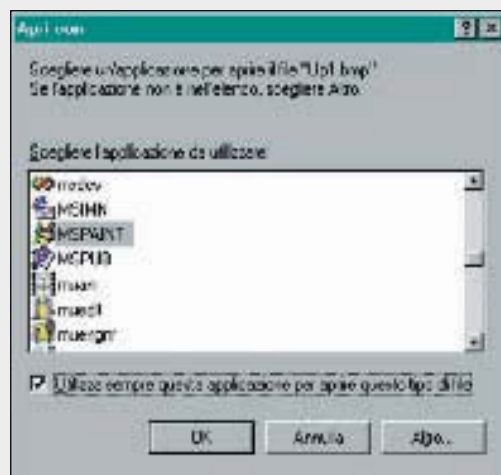 Apri con
Scegliere un'applicazione per aprire il file "Up1.bmp"
Se l'applicazione non è nell'elenco, scegliere Altro.
Scegliere l'applicazione da utilizzare:
msdev
MSIMN
MSPAINT
MSPUB
Utilizza sempre questa applicazione per aprire questo tipo di file
OK
Annulla
Altro...